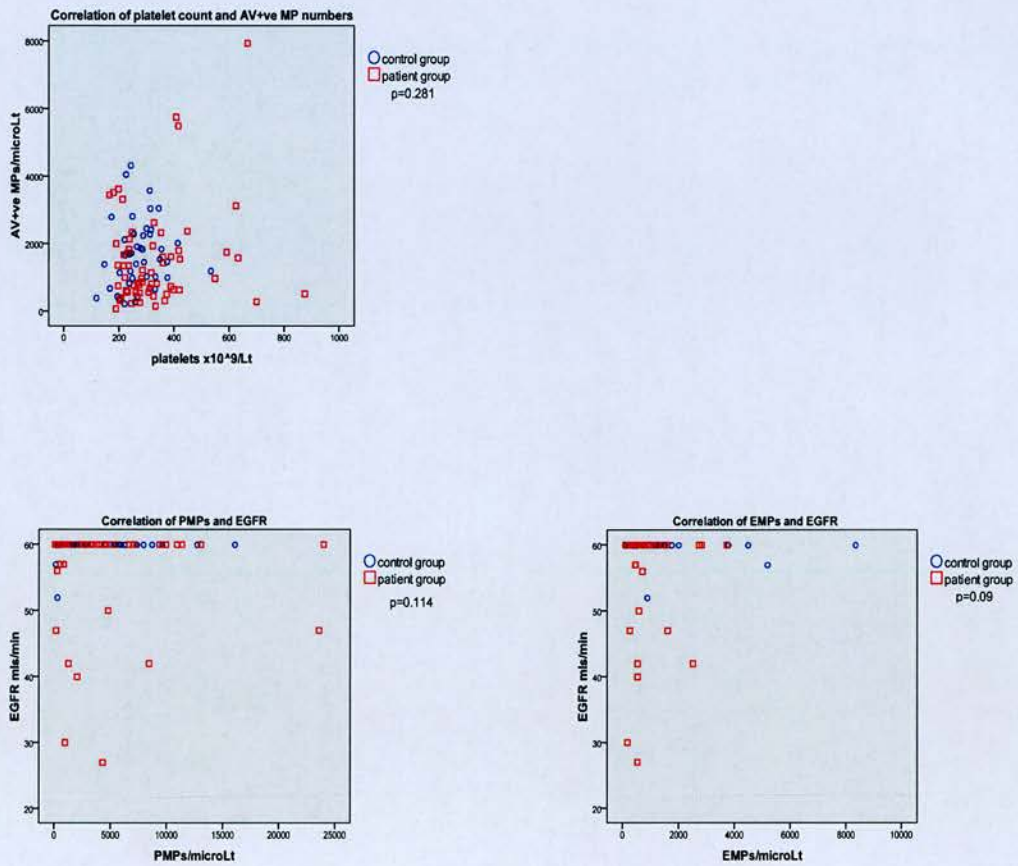 Correlation of platelet count and AV+ve MP numbers
8000
6000
4000
2000
0
AV+ve MPs/microLt
0 200 400 600 800 1000
platelets x10^9/Lt
control group
patient group
p=0.281
Correlation of PMPs and EGFR
60
50
40
30
20
EGFR mls/min
0 5000 10000 15000 20000 25000
PMPs/microLt
control group
patient group
p=0.114
Correlation of EMPs and EGFR
60
50
40
30
20
EGFR mls/min
0 2000 4000 6000 8000 10000
EMPs/microLt
control group
patient group
p=0.09